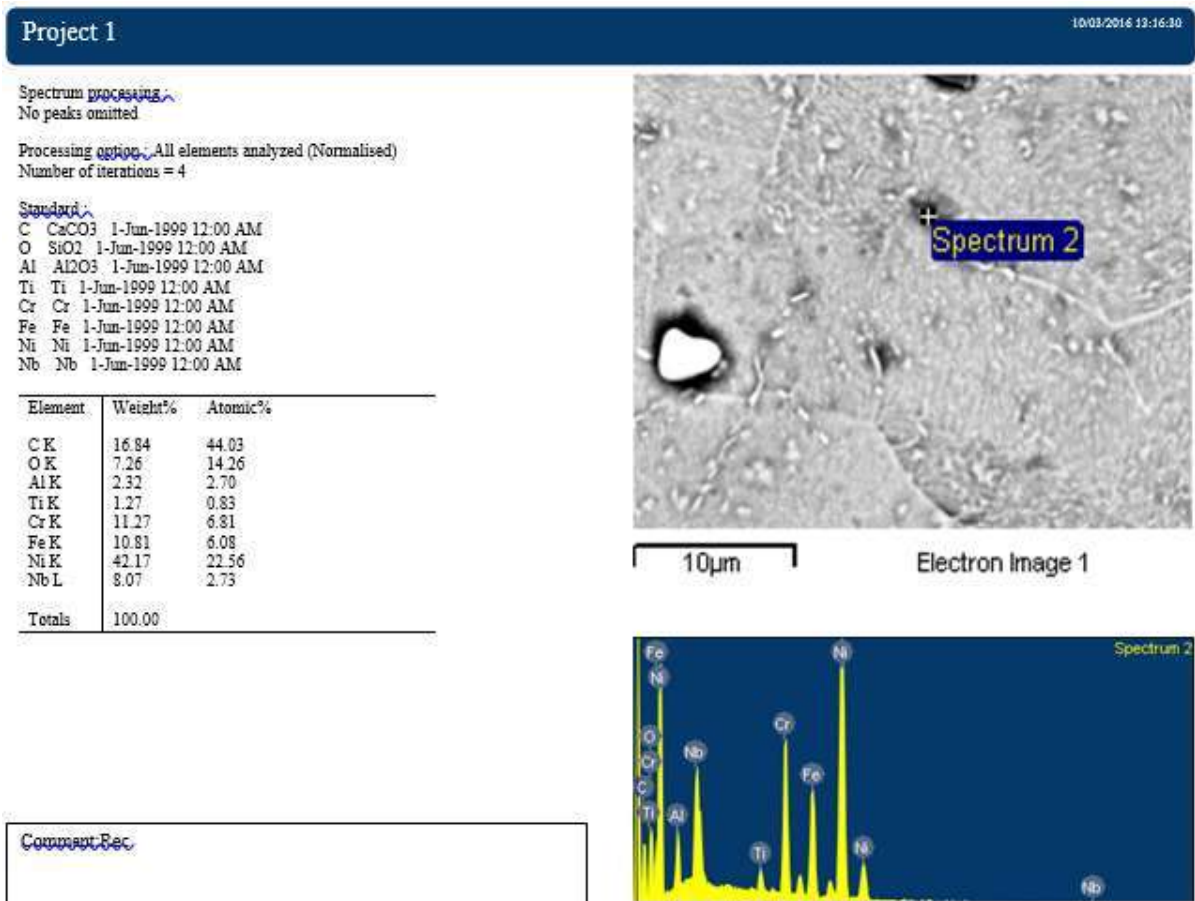 Project 1
10/03/2016 13:16:30
Spectrum processing :
No peaks omitted
Processing option : All elements analyzed (Normalised)
Number of iterations = 4
Standard :
C CaCO3 1-Jun-1999 12:00 AM
O SiO2 1-Jun-1999 12:00 AM
Al Al2O3 1-Jun-1999 12:00 AM
Ti Ti 1-Jun-1999 12:00 AM
Cr Cr 1-Jun-1999 12:00 AM
Fe Fe 1-Jun-1999 12:00 AM
Ni Ni 1-Jun-1999 12:00 AM
Nb Nb 1-Jun-1999 12:00 AM
Element Weight% Atomic%
C K 16.84 44.03
O K 7.26 14.26
Al K 2.32 2.70
Ti K 1.27 0.83
Cr K 11.27 6.81
Fe K 10.81 6.08
Ni K 42.17 22.56
Nb L 8.07 2.73
Totals 100.00
Comment:Rec
Spectrum 2
10µm
Electron Image 1
Spectrum 2
Fe
Ni
O
Cr
C
Ti
Al
Nb
Ti
Cr
Fe
Ni
Ni
Nb